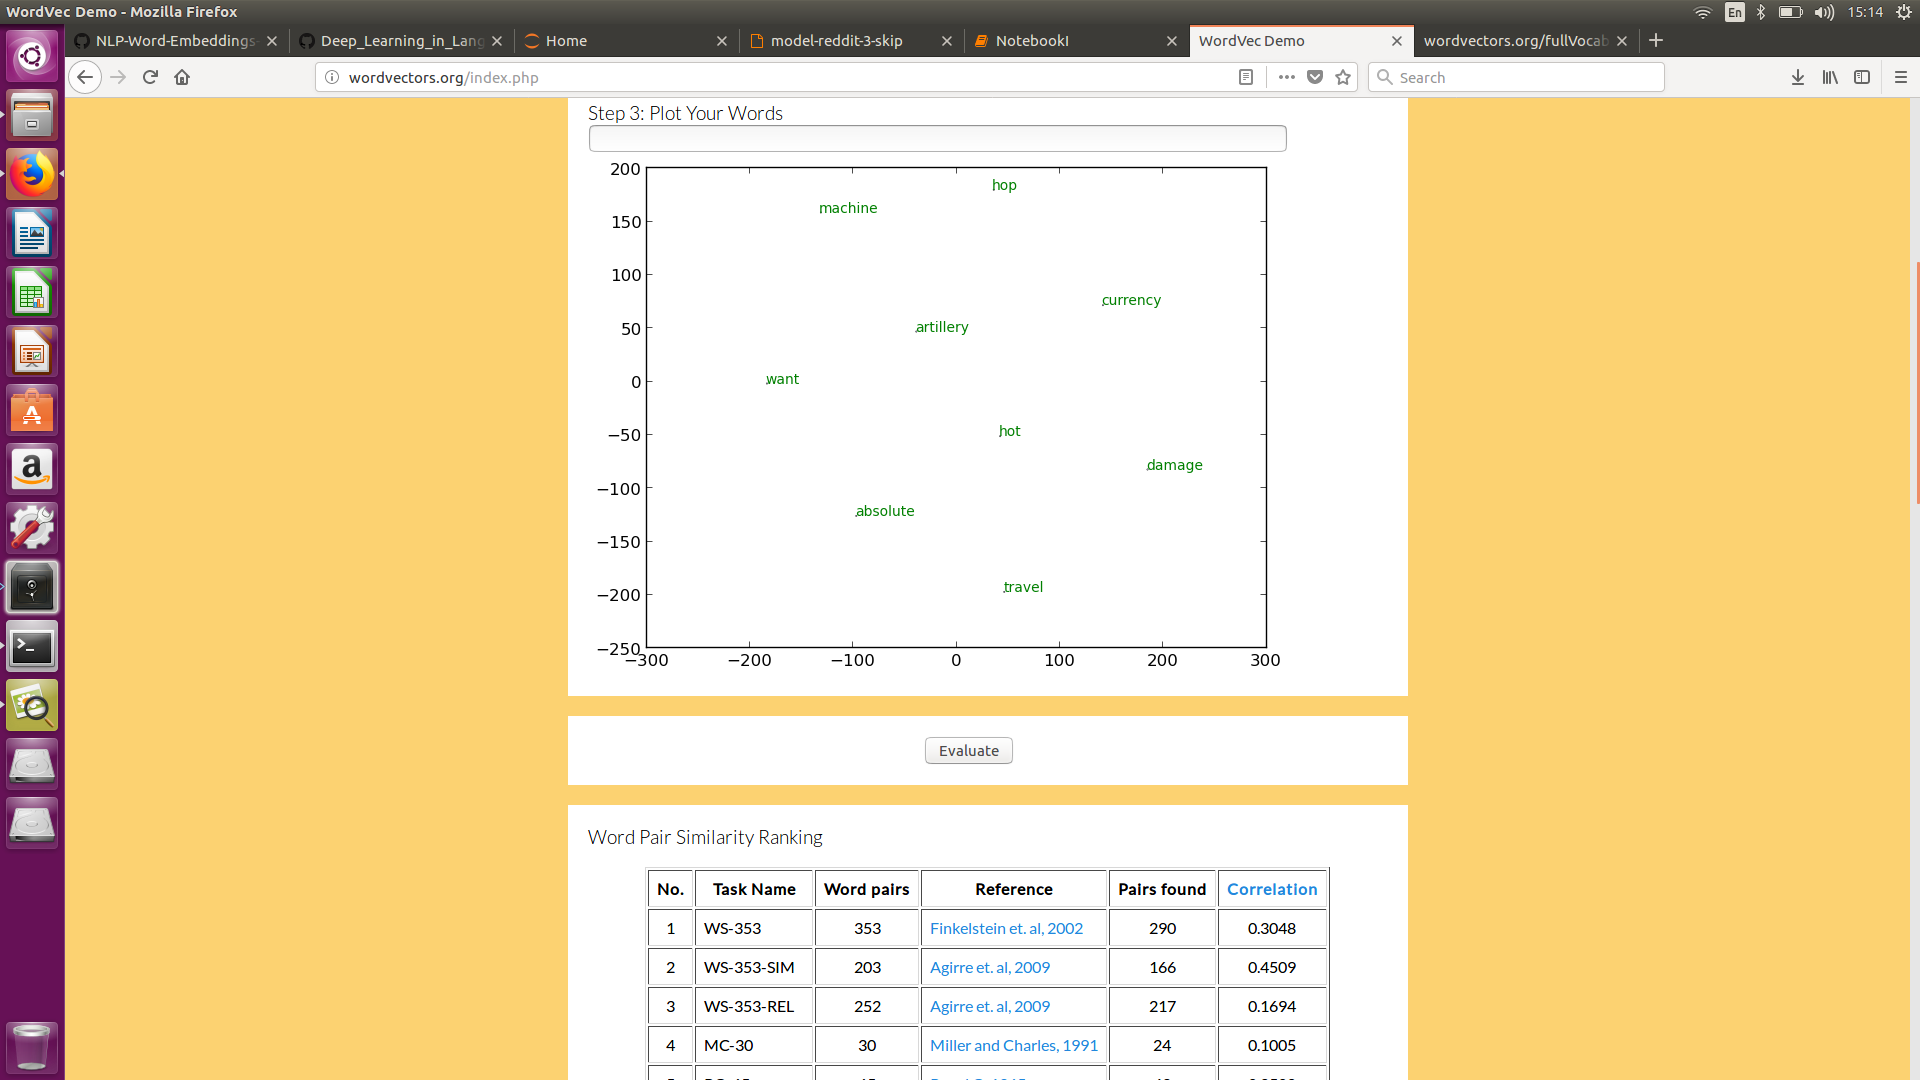 WordVec Demo - Mozilla Firefox
En
15:14
NLP-Word-Embeddings-
Deep_Learning_in_Lang
Home
model-reddit-3-skip
NotebookI
WordVec Demo
wordvectors.org/fullVocab
wordvectors.org/index.php
Search
Step 3: Plot Your Words
200
hop
machine
150
100
currency
50
artillery
0
want
−50
hot
damage
−100
absolute
−150
−200
travel
−250
−300 −200 −100 0 100 200 300
Evaluate
Word Pair Similarity Ranking
No. Task Name Word pairs Reference Pairs found Correlation
1 WS-353 353 Finkelstein et. al, 2002 290 0.3048
2 WS-353-SIM 203 Agirre et. al, 2009 166 0.4509
3 WS-353-REL 252 Agirre et. al, 2009 217 0.1694
4 MC-30 30 Miller and Charles, 1991 24 0.1005